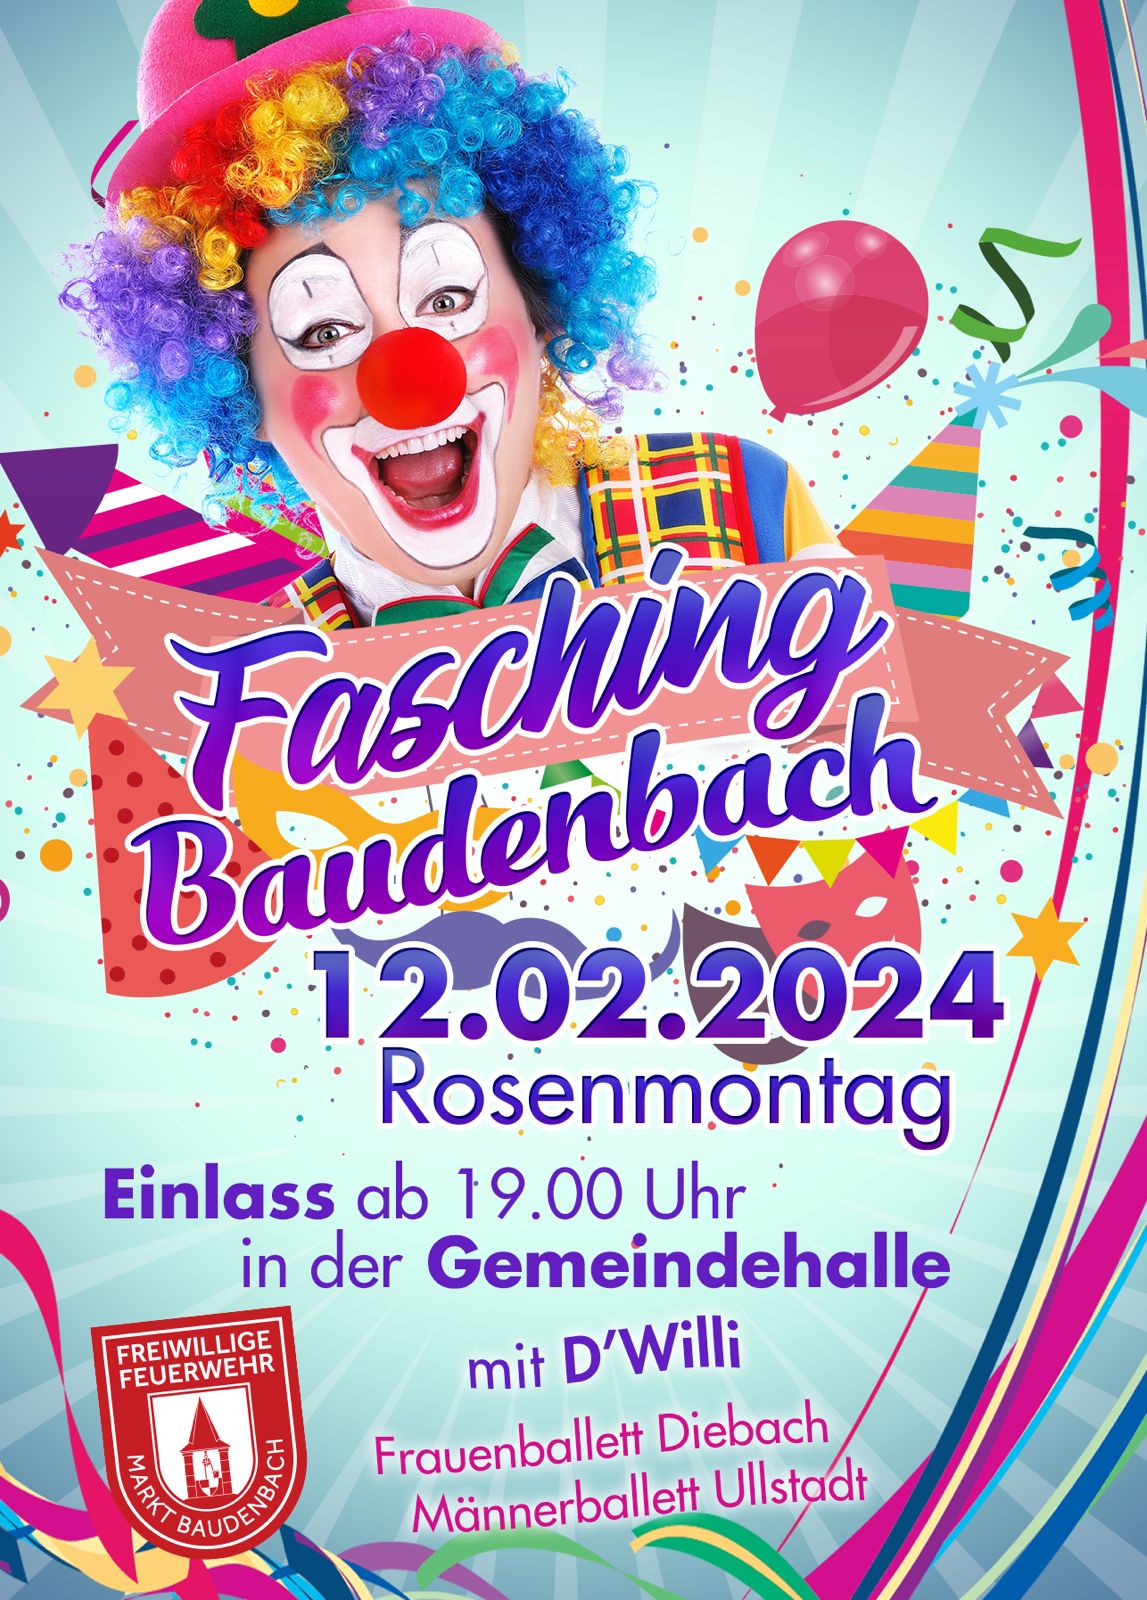 Fasching
Baudenbach
12.02.2024
Rosenmontag
Einlass ab 19.00 Uhr
in der Gemeindehalle
mit D'Willi
Frauenballett Diebach
Männerballett Ullstadt
FREIWILLIGE
FEUERWEHR
MARKT BAUDENBACH